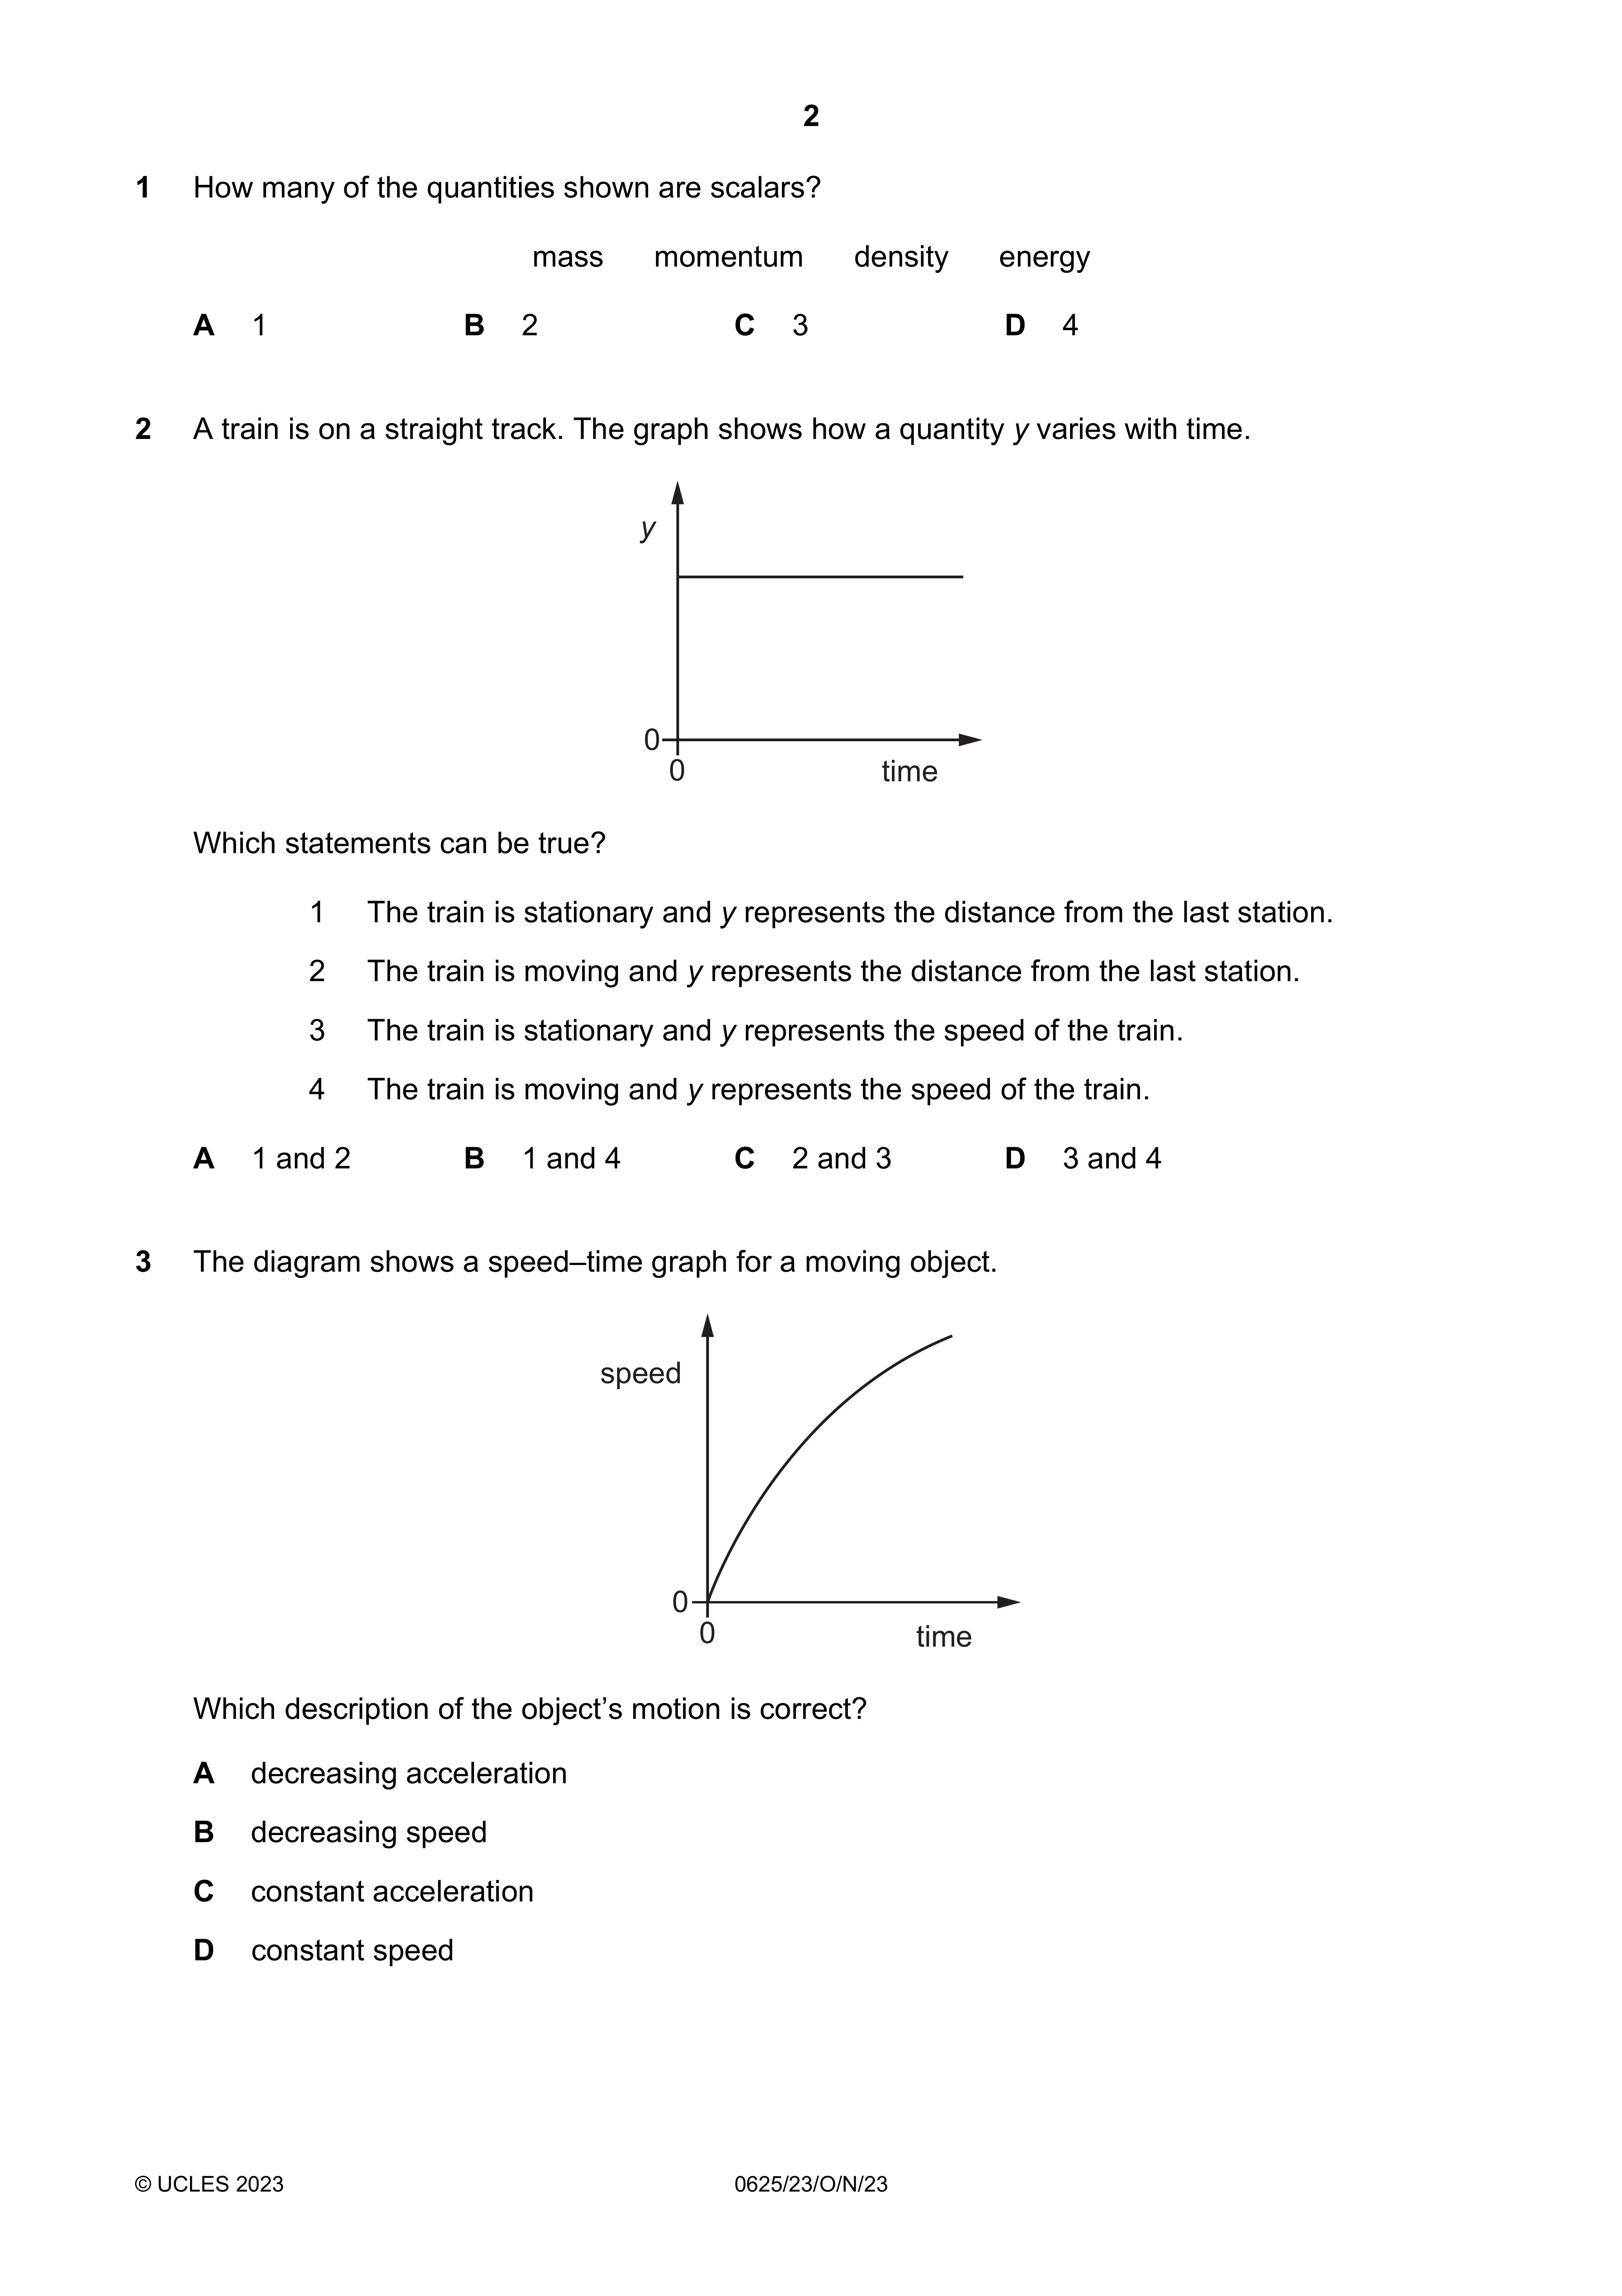 2
1 How many of the quantities shown are scalars?
mass momentum density energy
A 1 B 2 C 3 D 4
2 A train is on a straight track. The graph shows how a quantity y varies with time.
y
0
0 time
Which statements can be true?
1 The train is stationary and y represents the distance from the last station.
2 The train is moving and y represents the distance from the last station.
3 The train is stationary and y represents the speed of the train.
4 The train is moving and y represents the speed of the train.
A 1 and 2 B 1 and 4 C 2 and 3 D 3 and 4
3 The diagram shows a speed–time graph for a moving object.
speed
0
0 time
Which description of the object’s motion is correct?
A decreasing acceleration
B decreasing speed
C constant acceleration
D constant speed
© UCLES 2023 0625/23/O/N/23